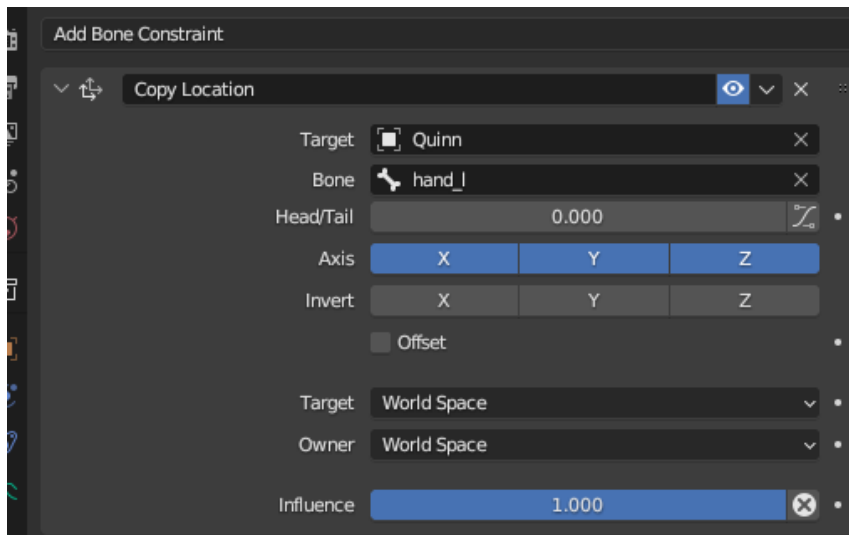 Add Bone Constraint
Copy Location
Target Quinn
Bone hand_l
Head/Tail 0.000
Axis X Y Z
Invert X Y Z
Offset
Target World Space
Owner World Space
Influence 1.000